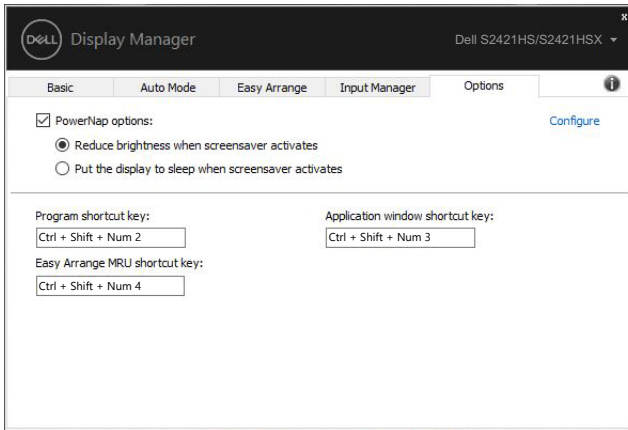 x
DELL Display Manager
Dell S2421HS/S2421HSX
Basic Auto Mode Easy Arrange Input Manager Options
PowerNap options: Configure
Reduce brightness when screensaver activates
Put the display to sleep when screensaver activates
Program shortcut key: Application window shortcut key:
Ctrl + Shift + Num 2 Ctrl + Shift + Num 3
Easy Arrange MRU shortcut key:
Ctrl + Shift + Num 4